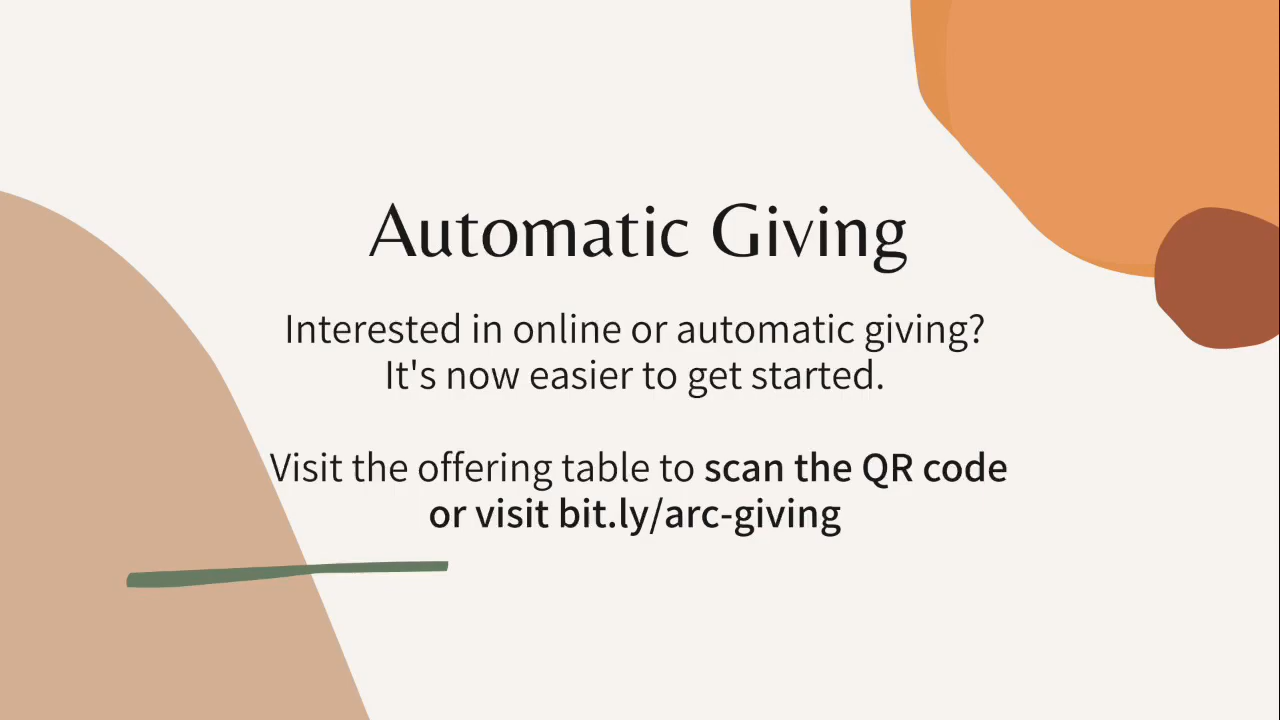 Automatic Giving
Interested in online or automatic giving?
It's now easier to get started.
Visit the offering table to scan the QR code
or visit bit.ly/arc-giving